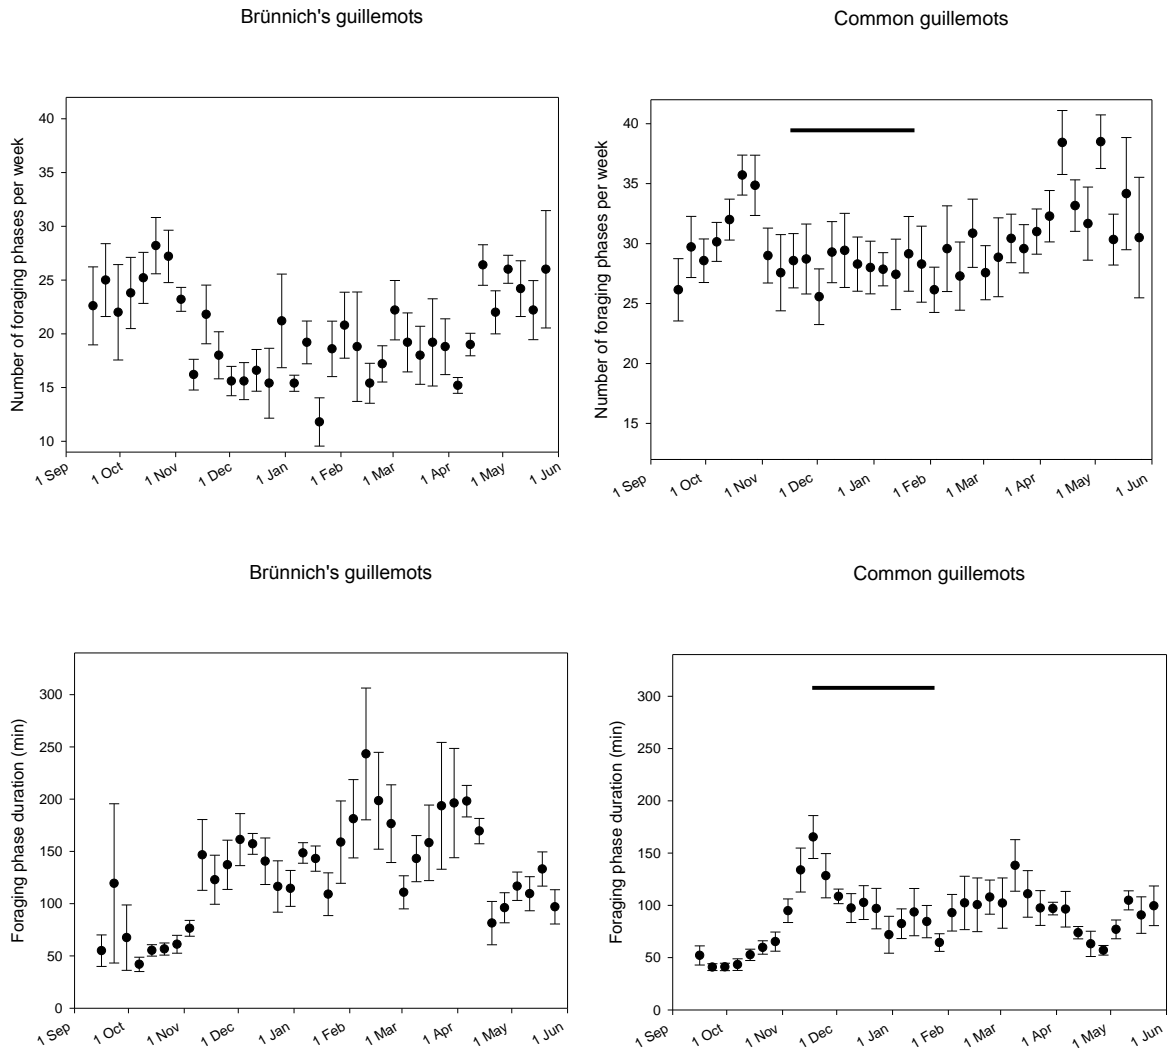 Brünnich's guillemots
Common guillemots
Number of foraging phases per week
40
35
30
25
20
15
10
1 Sep
1 Oct
1 Nov
1 Dec
1 Jan
1 Feb
1 Mar
1 Apr
1 May
1 Jun
Number of foraging phases per week
40
35
30
25
20
15
1 Sep
1 Oct
1 Nov
1 Dec
1 Jan
1 Feb
1 Mar
1 Apr
1 May
1 Jun
Brünnich's guillemots
Common guillemots
Foraging phase duration (min)
300
250
200
150
100
50
0
1 Sep
1 Oct
1 Nov
1 Dec
1 Jan
1 Feb
1 Mar
1 Apr
1 May
1 Jun
Foraging phase duration (min)
300
250
200
150
100
50
0
1 Sep
1 Oct
1 Nov
1 Dec
1 Jan
1 Feb
1 Mar
1 Apr
1 May
1 Jun